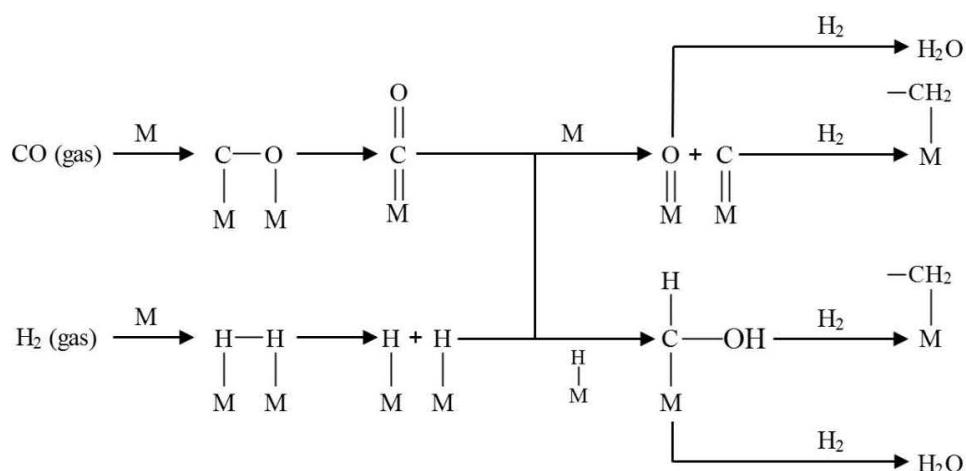 H₂
H₂O
O
—CH₂
CO (gas) M C—O C M O + C H₂ M
M M M M M
—CH₂
H
H₂ (gas) M H—H H + H C—OH H₂ M
H
M M M M M M
H₂
H₂O